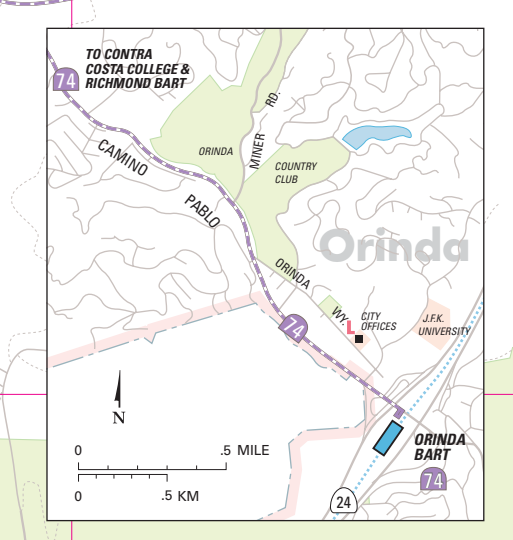 TO CONTRA
COSTA COLLEGE &
RICHMOND BART
74
CAMINO
PABLO
ORINDA
MINER RD.
COUNTRY
CLUB
Orinda
ORINDA
WY.
CITY
OFFICES
J.F.K.
UNIVERSITY
74
N
0 .5 MILE
0 .5 KM
ORINDA
BART
74
24